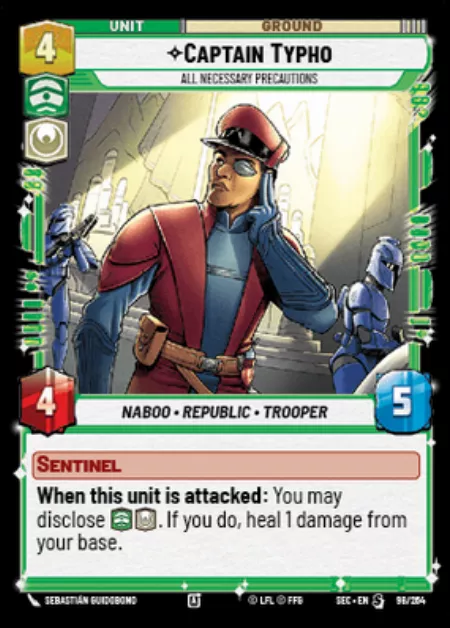 UNIT
GROUND
4
CAPTAIN TYPHO
ALL NECESSARY PRECAUTIONS
4
NABOO • REPUBLIC • TROOPER
5
SENTINEL
When this unit is attacked: You may
disclose . If you do, heal 1 damage from
your base.
SEBASTIÁN GUIDOBONO
A
© LFL © FFG
SEC • EN
98/264